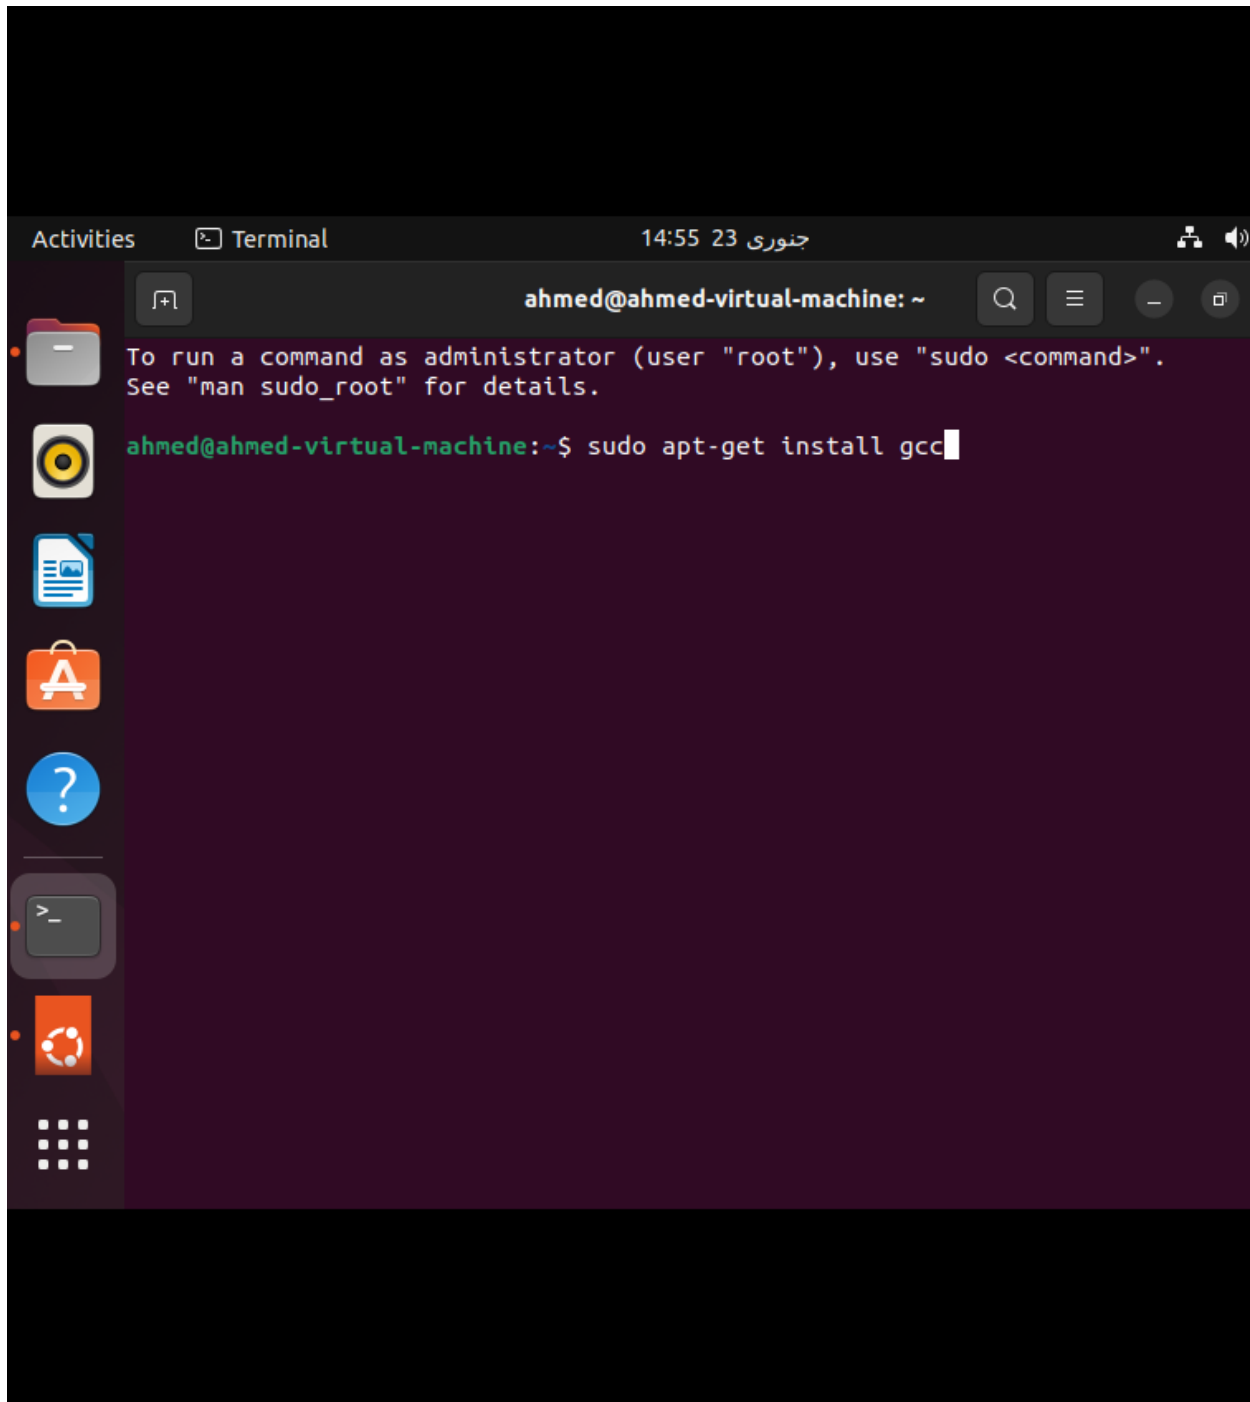 Activities Terminal 14:55 23 جنوری
ahmed@ahmed-virtual-machine: ~
To run a command as administrator (user "root"), use "sudo <command>".
See "man sudo_root" for details.
ahmed@ahmed-virtual-machine:~$ sudo apt-get install gcc